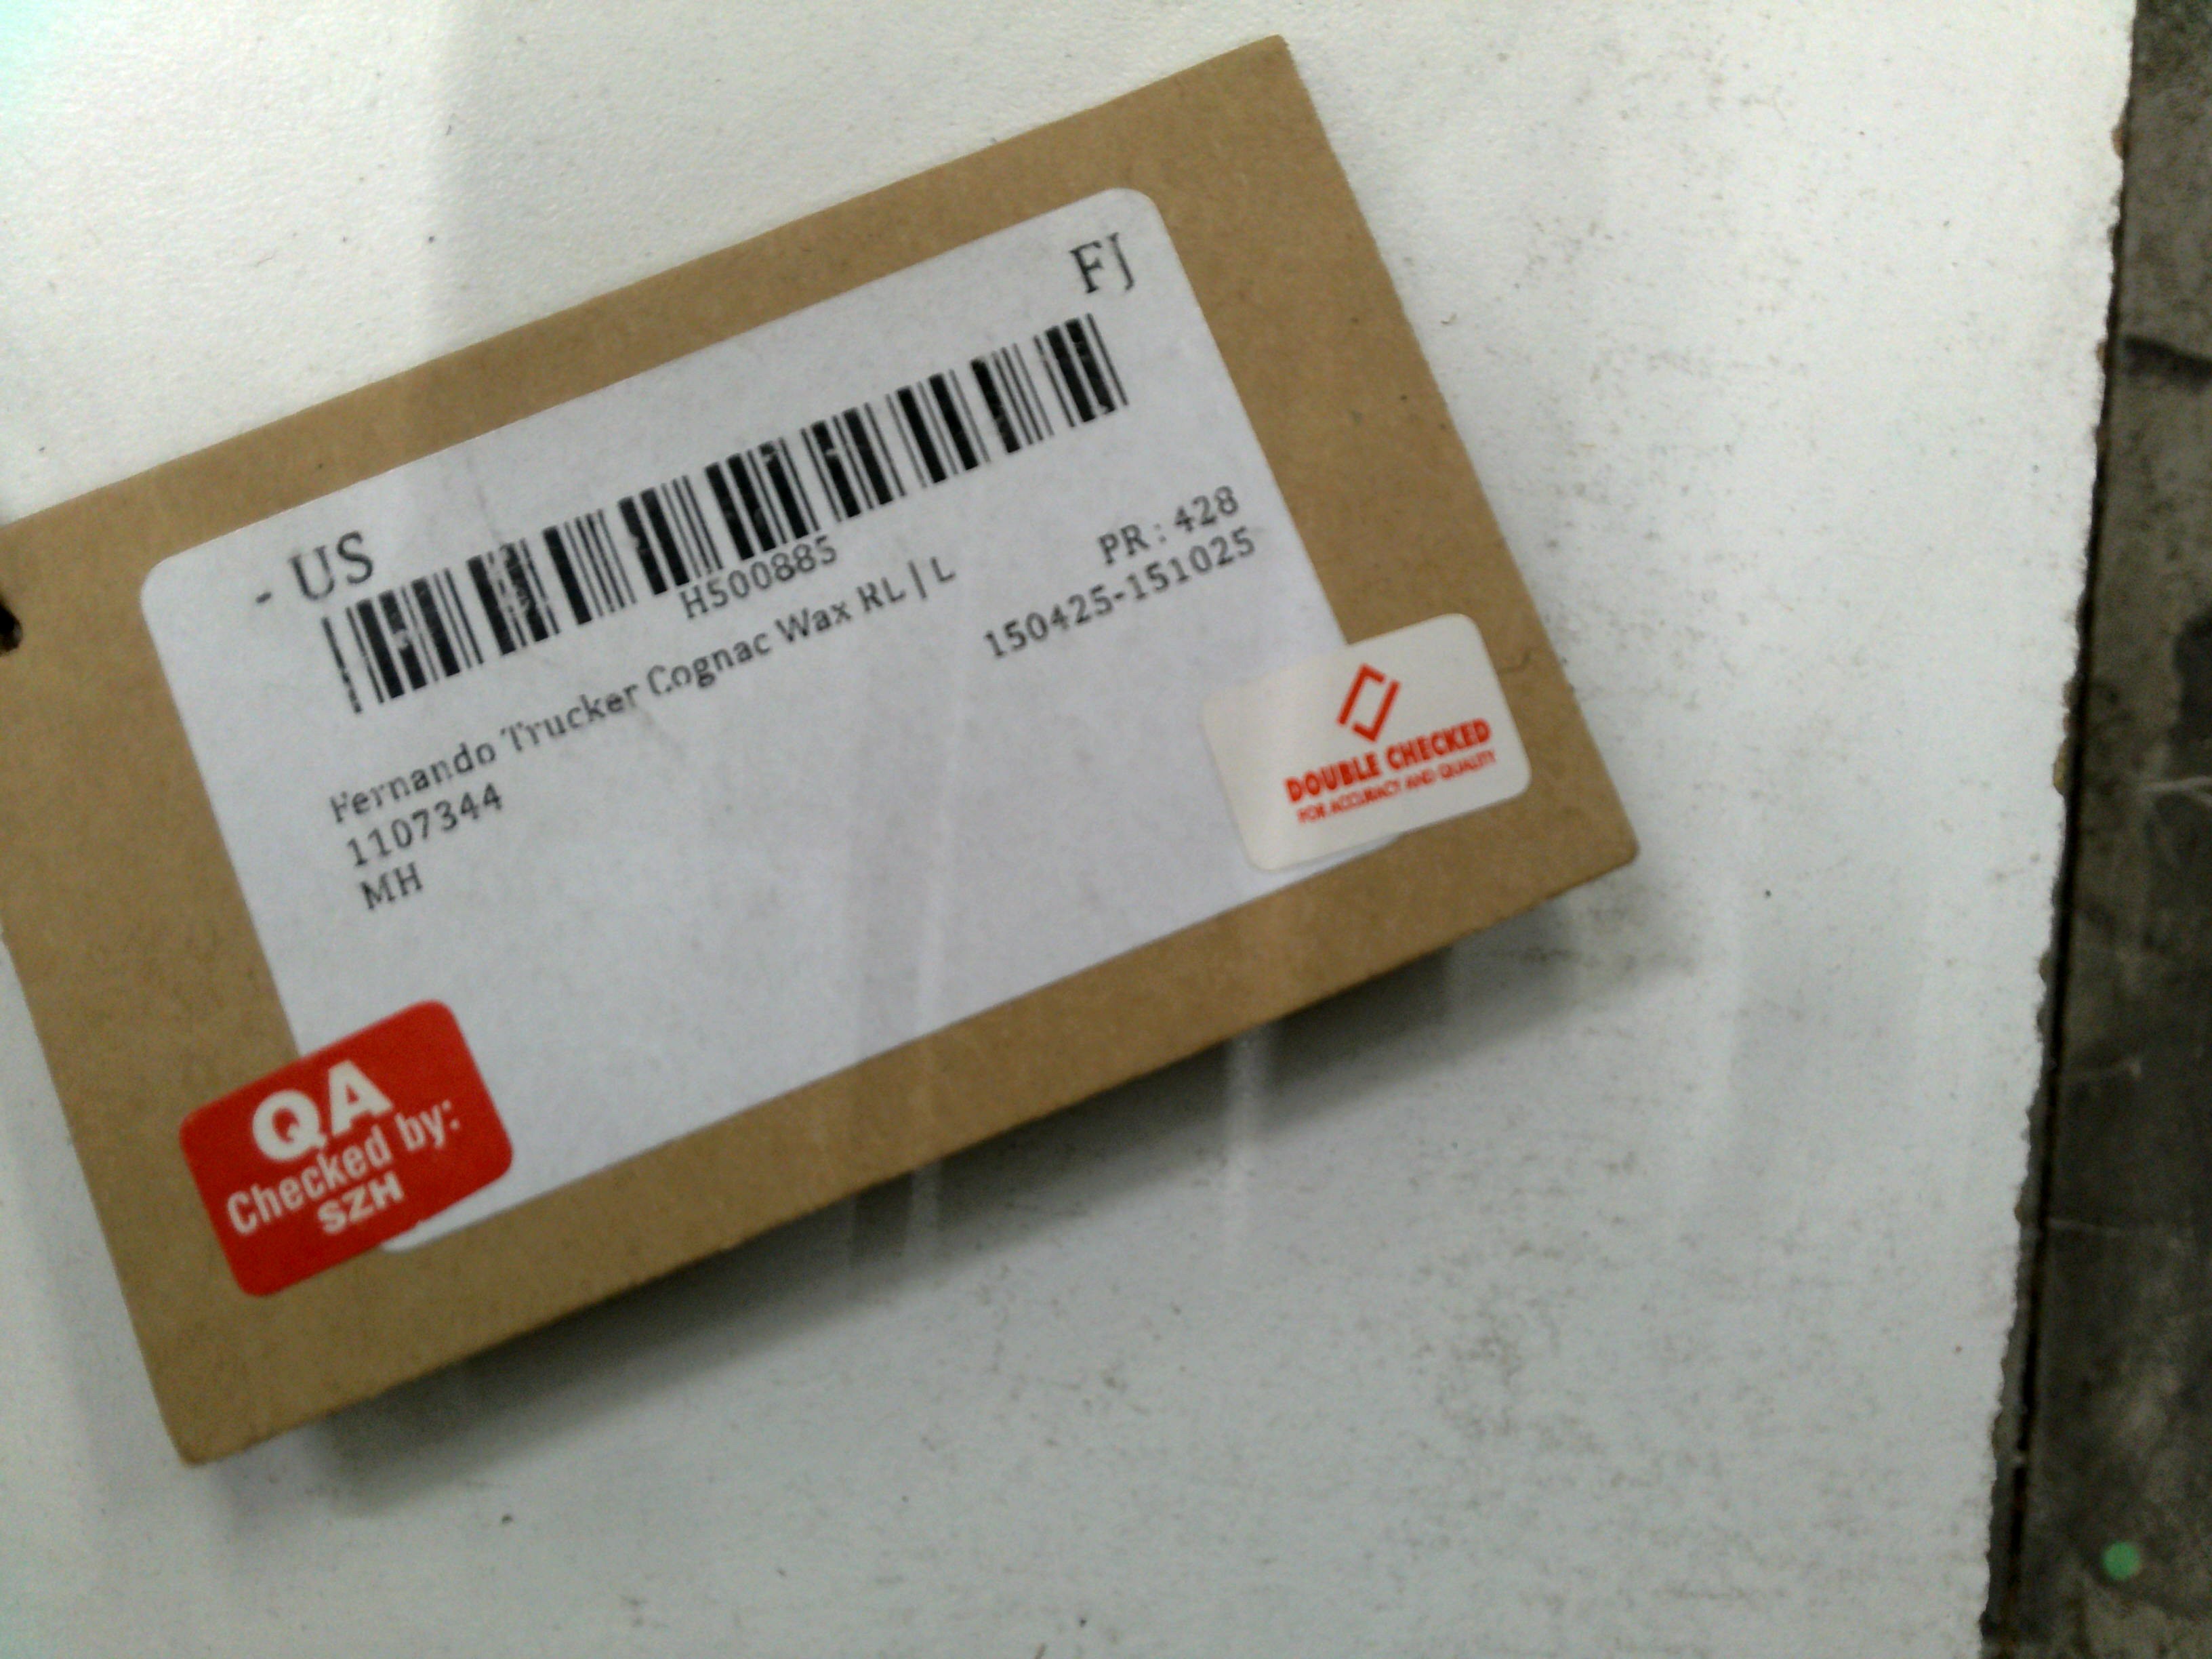 FJ
- US
H500885
Fernando Trucker Cognac Wax RL | L
PR : 428
1107344
150425-151025
MH
DOUBLE CHECKED
FOR ACCURACY AND QUALITY
QA
Checked by:
SZH